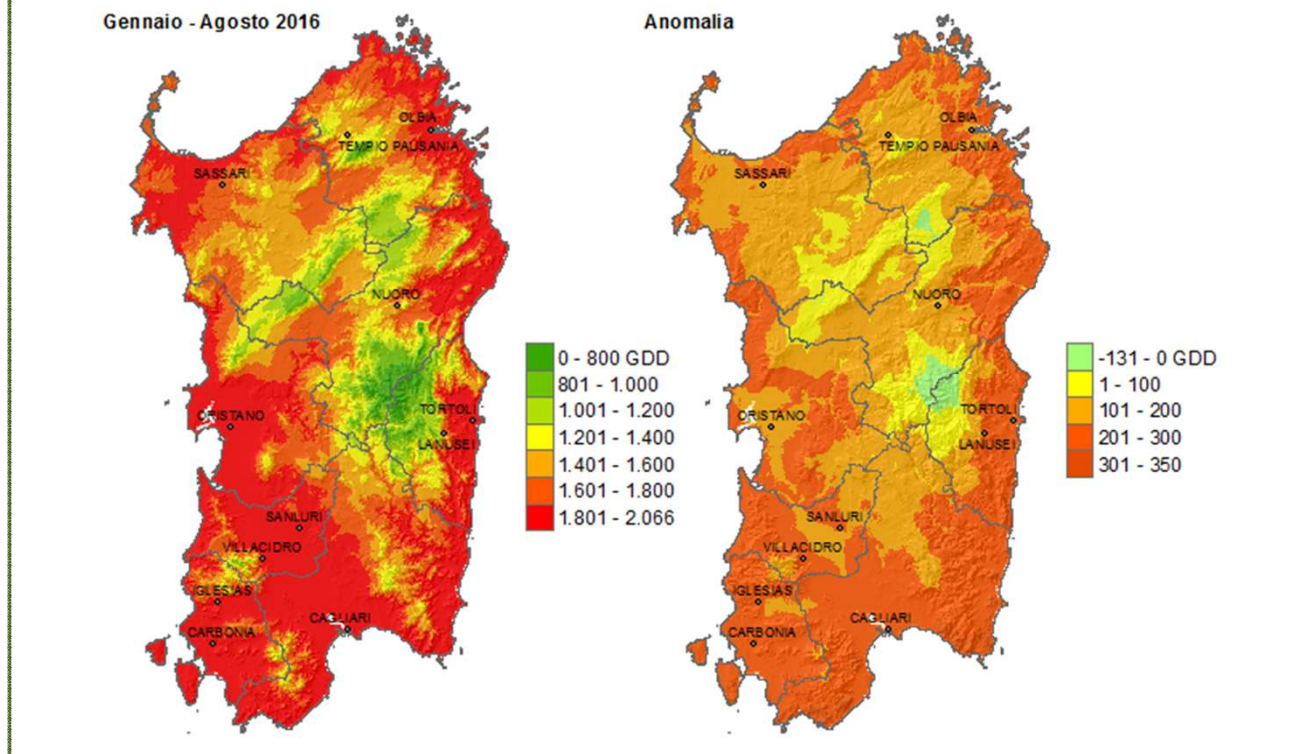 Gennaio - Agosto 2016
OLBIA
TEMPIO PAUSANIA
SASSARI
NUORO
ORISTANO
TORTOLI
LANUSEI
SANLURI
VILLACIDRO
IGLESIAS
CAGLIARI
CARBONIA
0 - 800 GDD
801 - 1.000
1.001 - 1.200
1.201 - 1.400
1.401 - 1.600
1.601 - 1.800
1.801 - 2.066
Anomalia
OLBIA
TEMPIO PAUSANIA
SASSARI
NUORO
ORISTANO
TORTOLI
LANUSEI
SANLURI
VILLACIDRO
IGLESIAS
CAGLIARI
CARBONIA
-131 - 0 GDD
1 - 100
101 - 200
201 - 300
301 - 350